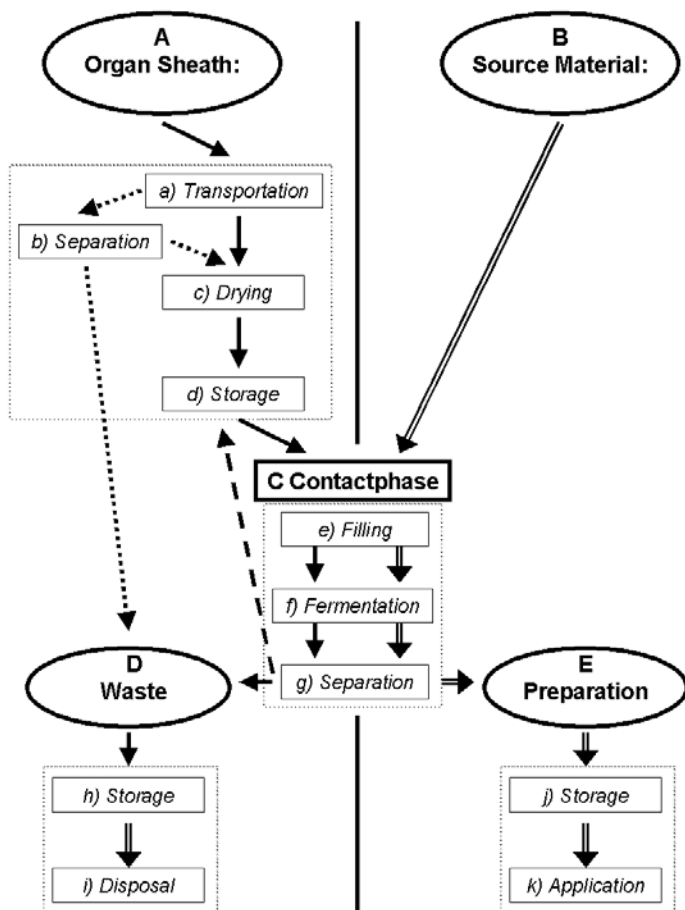 A
Organ Sheath:
B
Source Material:
a) Transportation
b) Separation
c) Drying
d) Storage
C Contactphase
e) Filling
f) Fermentation
g) Separation
D
Waste
E
Preparation
h) Storage
i) Disposal
j) Storage
k) Application